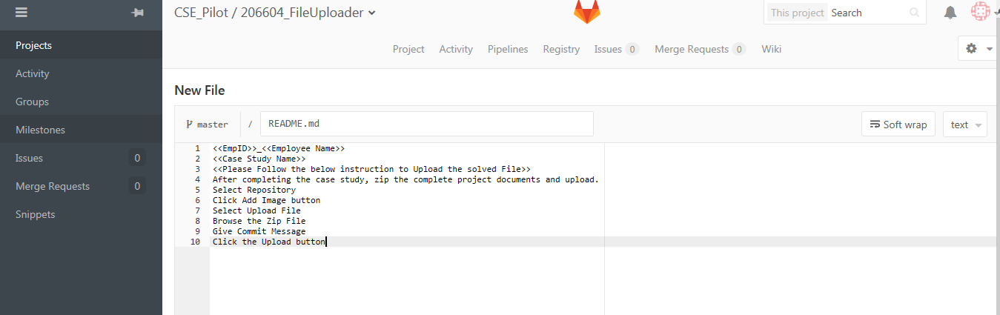 CSE_Pilot / 206604_FileUploader
This project Search
Projects
Activity
Groups
Milestones
Issues 0
Merge Requests 0
Snippets
Project Activity Pipelines Registry Issues 0 Merge Requests 0 Wiki
New File
master / README.md Soft wrap text
1 <<EmpID>>_<<Employee Name>>
2 <<Case Study Name>>
3 <<Please Follow the below instruction to Upload the solved File>>
4 After completing the case study, zip the complete project documents and upload.
5 Select Repository
6 Click Add Image button
7 Select Upload File
8 Browse the Zip File
9 Give Commit Message
10 Click the Upload button